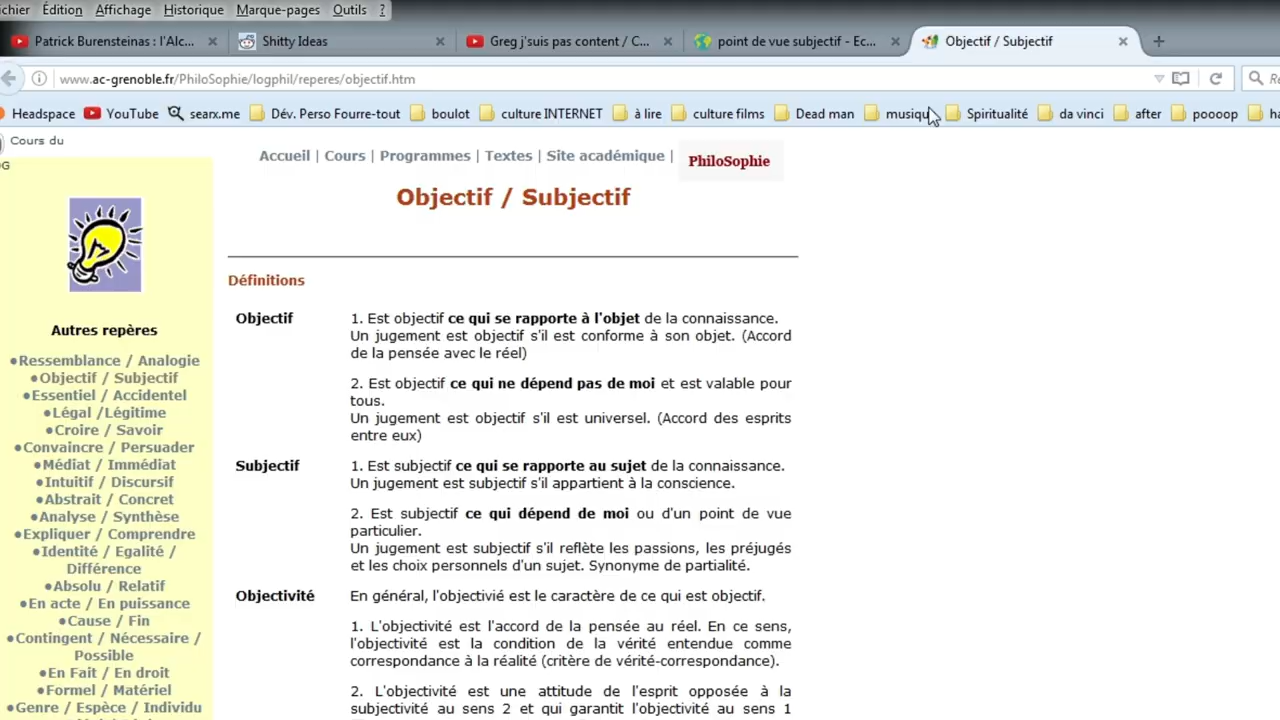 ichier Édition Affichage Historique Marque-pages Outils ?
Patrick Burensteinas : l'Alc... Shitty Ideas Greg j'suis pas content / C... point de vue subjectif - Ec... Objectif / Subjectif
www.ac-grenoble.fr/PhiloSophie/logphil/reperes/objectif.htm
Headspace YouTube searx.me Dév. Perso Fourre-tout boulot culture INTERNET à lire culture films Dead man musiqu Spiritualité da vinci after poooop
Cours du
Accueil | Cours | Programmes | Textes | Site académique | PhiloSophie
Objectif / Subjectif
Autres repères
●Ressemblance / Analogie
●Objectif / Subjectif
●Essentiel / Accidentel
●Légal /Légitime
●Croire / Savoir
●Convaincre / Persuader
●Médiat / Immédiat
●Intuitif / Discursif
●Abstrait / Concret
●Analyse / Synthèse
●Expliquer / Comprendre
●Identité / Egalité /
Différence
●Absolu / Relatif
●En acte / En puissance
●Cause / Fin
●Contingent / Nécessaire /
Possible
●En Fait / En droit
●Formel / Matériel
●Genre / Espèce / Individu
Définitions
Objectif
1. Est objectif ce qui se rapporte à l'objet de la connaissance.
Un jugement est objectif s'il est conforme à son objet. (Accord
de la pensée avec le réel)
2. Est objectif ce qui ne dépend pas de moi et est valable pour
tous.
Un jugement est objectif s'il est universel. (Accord des esprits
entre eux)
Subjectif
1. Est subjectif ce qui se rapporte au sujet de la connaissance.
Un jugement est subjectif s'il appartient à la conscience.
2. Est subjectif ce qui dépend de moi ou d'un point de vue
particulier.
Un jugement est subjectif s'il reflète les passions, les préjugés
et les choix personnels d'un sujet. Synonyme de partialité.
Objectivité
En général, l'objectivié est le caractère de ce qui est objectif.
1. L'objectivité est l'accord de la pensée au réel. En ce sens,
l'objectivité est la condition de la vérité entendue comme
correspondance à la réalité (critère de vérité-correspondance).
2. L'objectivité est une attitude de l'esprit opposée à la
subjectivité au sens 2 et qui garantit l'objectivité au sens 1